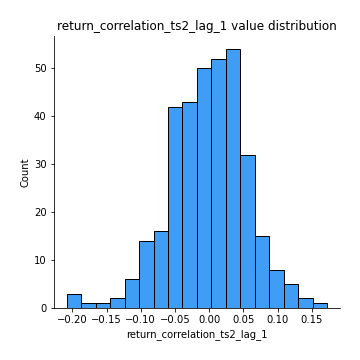 return_correlation_ts2_lag_1 value distribution
50
40
30
20
10
0
Count
−0.20 −0.15 −0.10 −0.05 0.00 0.05 0.10 0.15
return_correlation_ts2_lag_1